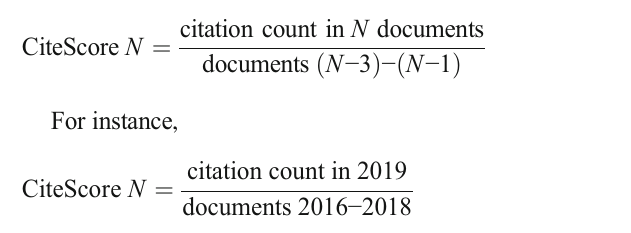 CiteScore N = citation count in N documents / documents (N−3)−(N−1)
For instance,
CiteScore N = citation count in 2019 / documents 2016–2018